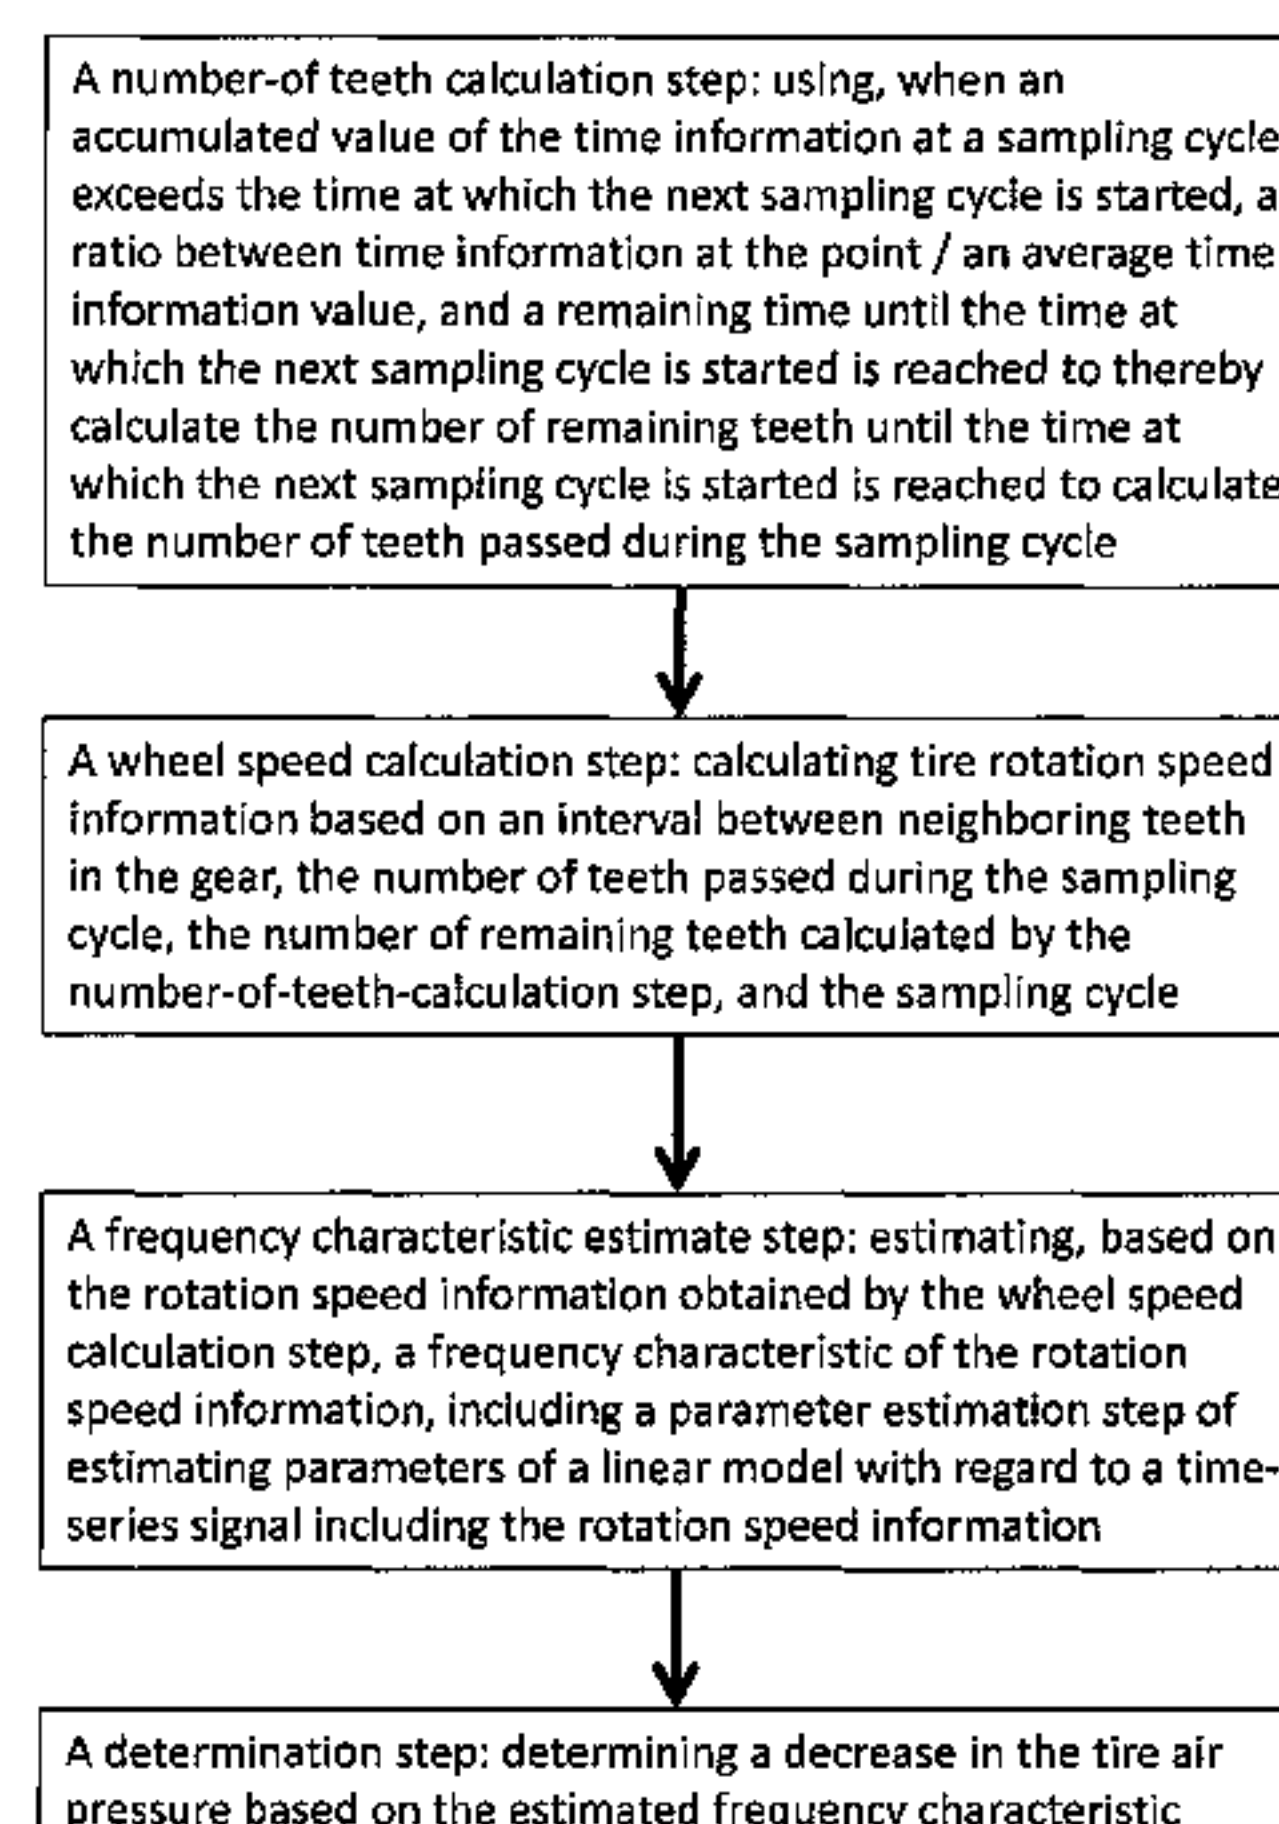 A number-of teeth calculation step: using, when an
accumulated value of the time information at a sampling cycle
exceeds the time at which the next sampling cycle is started, a
ratio between time information at the point / an average time
information value, and a remaining time until the time at
which the next sampling cycle is started is reached to thereby
calculate the number of remaining teeth until the time at
which the next sampling cycle is started is reached to calculate
the number of teeth passed during the sampling cycle
A wheel speed calculation step: calculating tire rotation speed
information based on an interval between neighboring teeth
in the gear, the number of teeth passed during the sampling
cycle, the number of remaining teeth calculated by the
number-of-teeth-calculation step, and the sampling cycle
A frequency characteristic estimate step: estimating, based on
the rotation speed information obtained by the wheel speed
calculation step, a frequency characteristic of the rotation
speed information, including a parameter estimation step of
estimating parameters of a linear model with regard to a time-
series signal including the rotation speed information
A determination step: determining a decrease in the tire air
pressure based on the estimated frequency characteristic